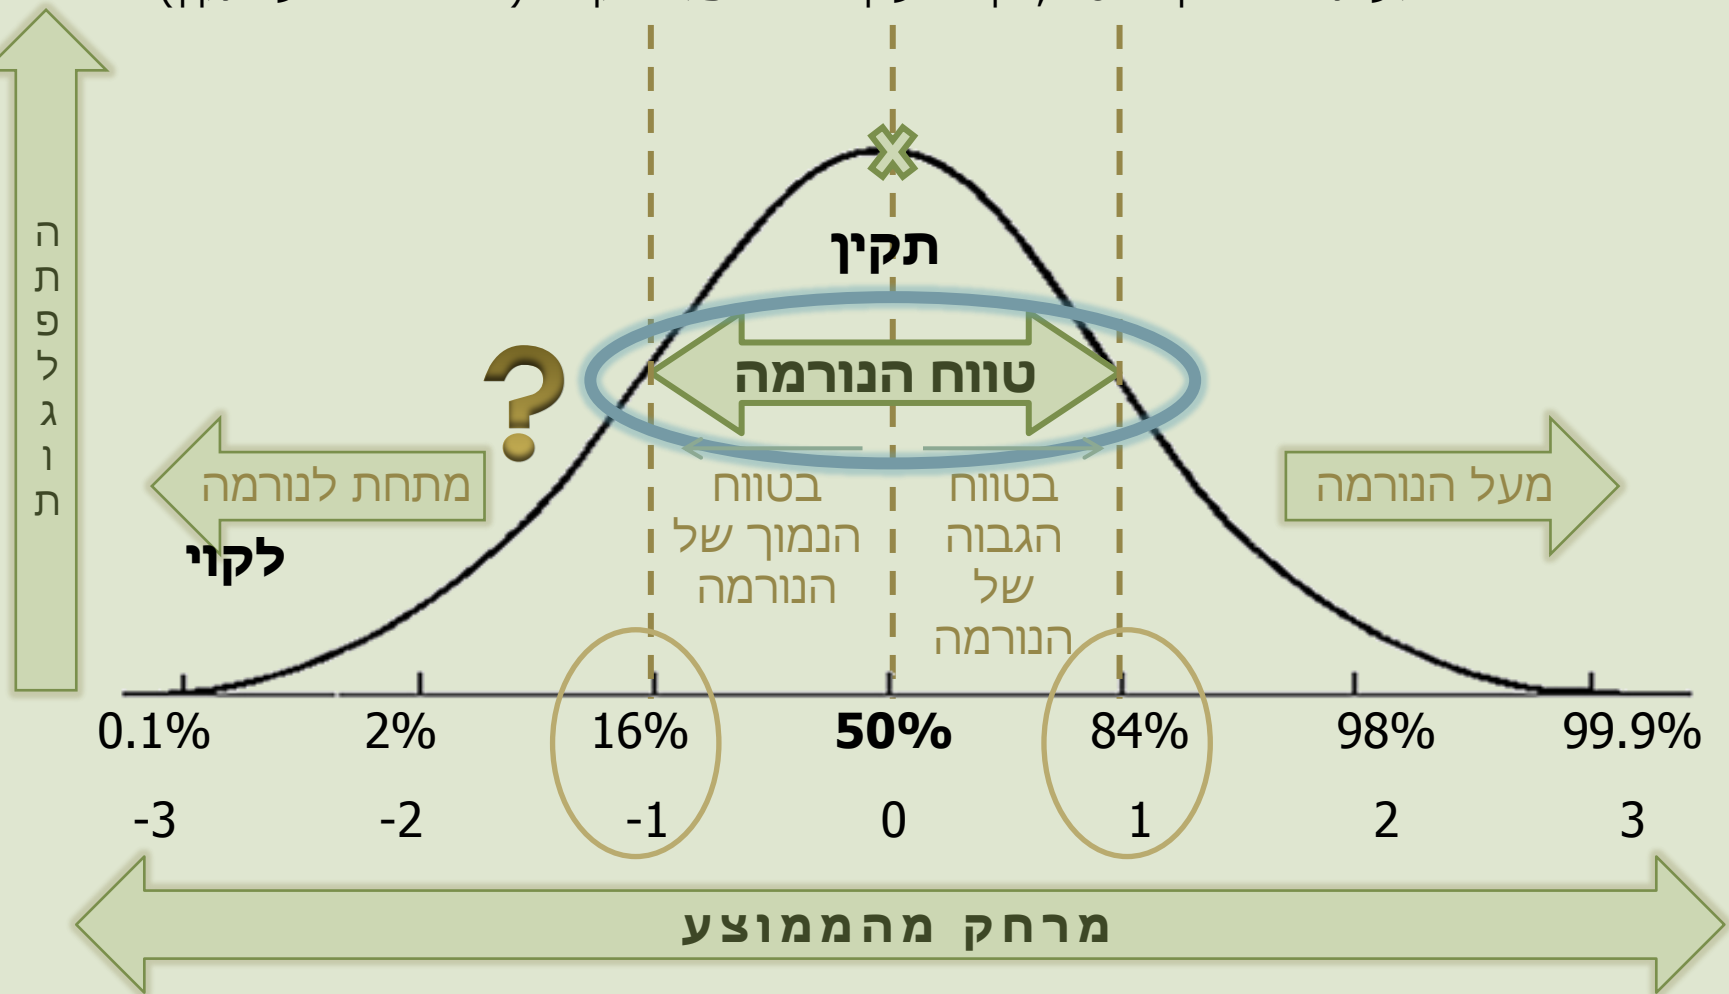 התפלגות
תקין
?
טווח הנורמה
מתחת לנורמה
לקוי
בטווח
הנמוך של
הנורמה
בטווח
הגבוה
של
הנורמה
מעל הנורמה
0.1% 2% 16% 50% 84% 98% 99.9%
-3 -2 -1 0 1 2 3
מרחק מהממוצע